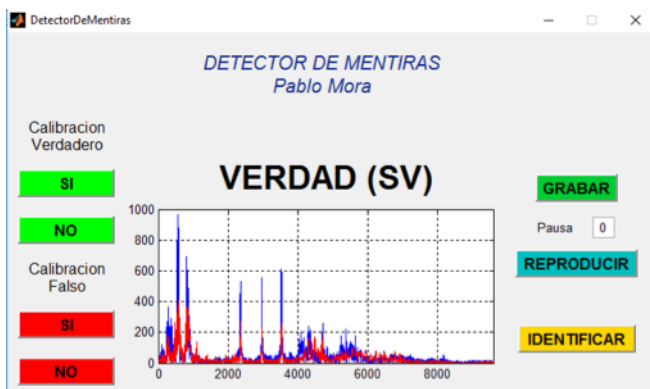 DetectorDeMentiras
DETECTOR DE MENTIRAS
Pablo Mora
Calibracion
Verdadero
SI
NO
Calibracion
Falso
SI
NO
VERDAD (SV)
1000
800
600
400
200
0
0 2000 4000 6000 8000
GRABAR
Pausa 0
REPRODUCIR
IDENTIFICAR